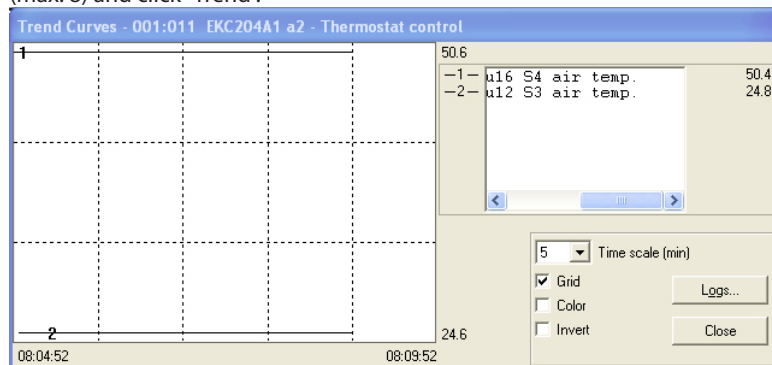 (max. 8) and click "Trend".
Trend Curves - 001:011 EKC204A1 a2 - Thermostat control
1
50.6
—1— u16 S4 air temp. 50.4
—2— u12 S3 air temp. 24.8
5 Time scale (min)
Grid
Logs...
Color
Invert
Close
2
24.6
08:04:52 08:09:52